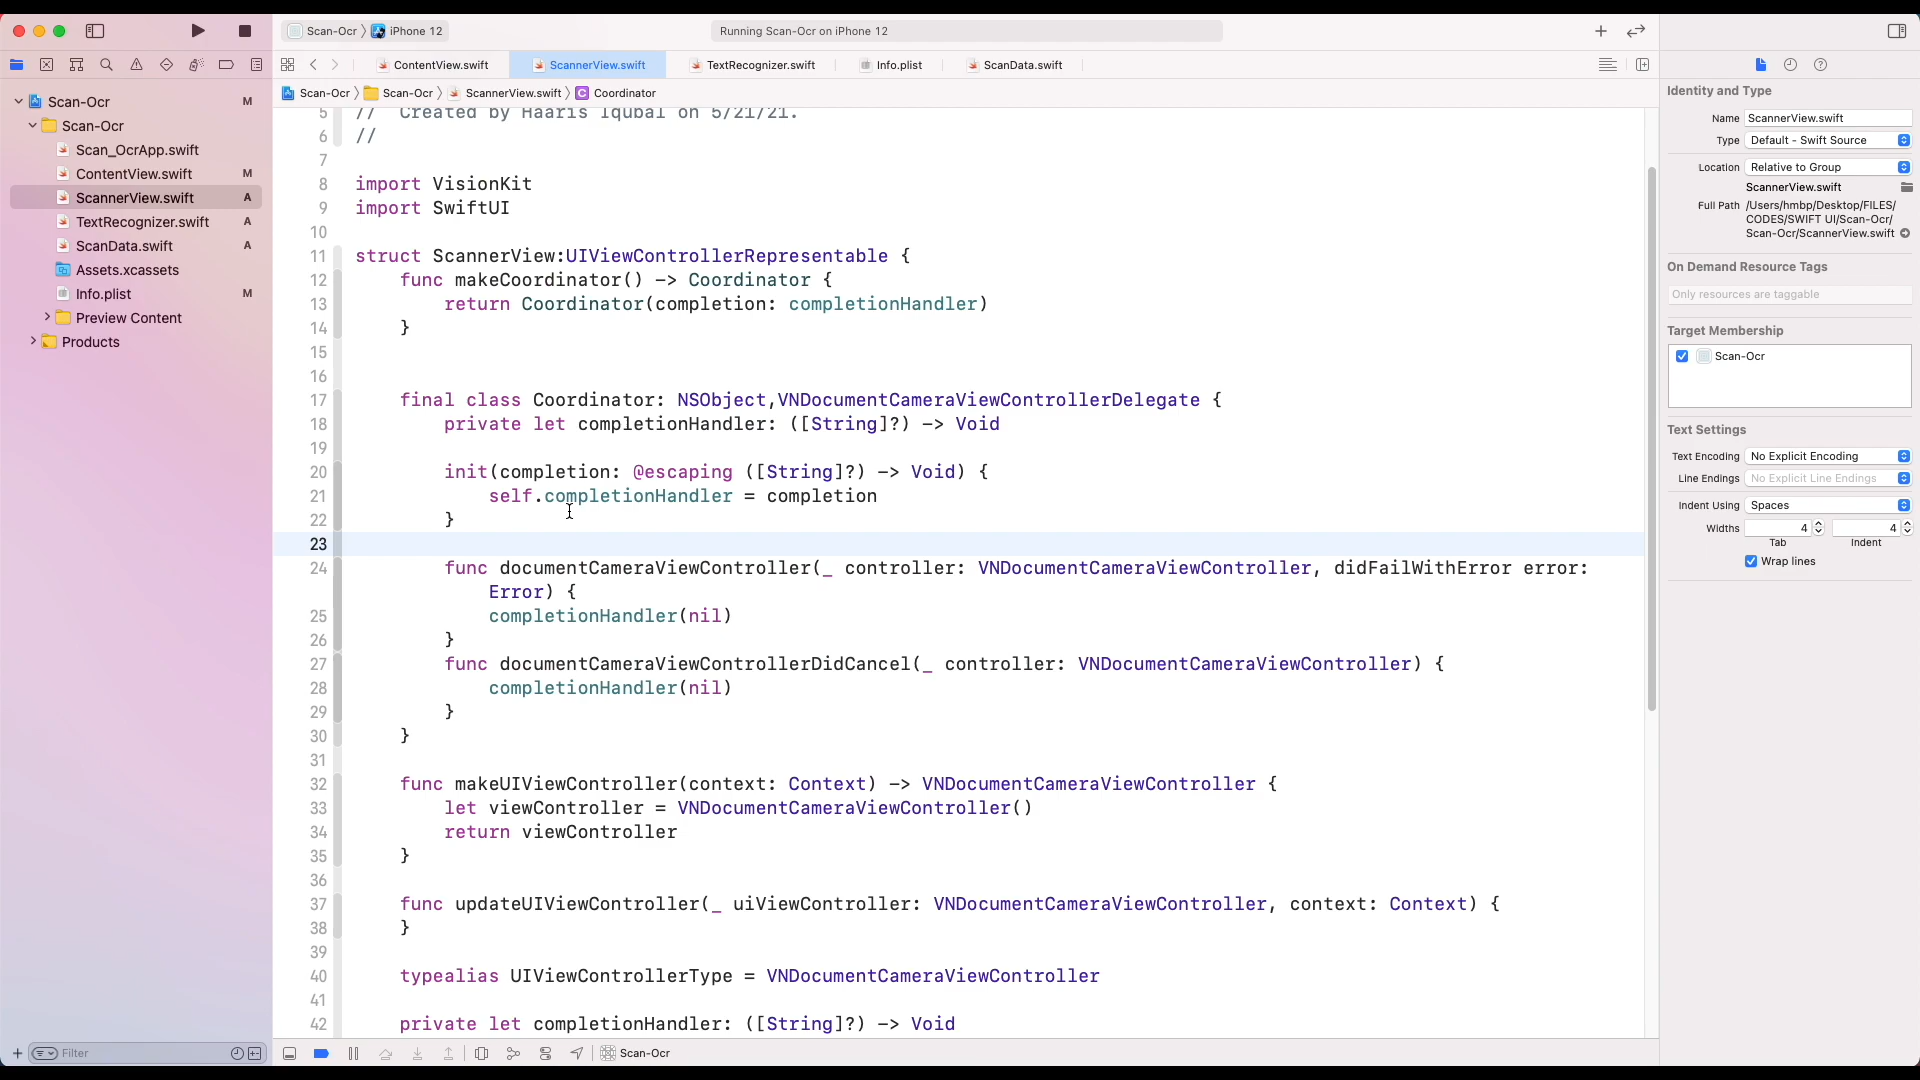 Scan-Ocr 〉 iPhone 12
Running Scan-Ocr on iPhone 12
ContentView.swift
ScannerView.swift
TextRecognizer.swift
Info.plist
ScanData.swift
Scan-Ocr 〉 Scan-Ocr 〉 ScannerView.swift 〉 C Coordinator
Scan-Ocr M
Scan-Ocr
Scan_OcrApp.swift
ContentView.swift M
ScannerView.swift A
TextRecognizer.swift A
ScanData.swift A
Assets.xcassets
Info.plist M
Preview Content
Products
Filter
5 //  Created by Haaris Iqubal on 5/21/21.
6 //
7
8 import VisionKit
9 import SwiftUI
10
11 struct ScannerView:UIViewControllerRepresentable {
12     func makeCoordinator() -> Coordinator {
13         return Coordinator(completion: completionHandler)
14     }
15
16
17     final class Coordinator: NSObject,VNDocumentCameraViewControllerDelegate {
18         private let completionHandler: ([String]?) -> Void
19
20         init(completion: @escaping ([String]?) -> Void) {
21             self.completionHandler = completion
22         }
23
24         func documentCameraViewController(_ controller: VNDocumentCameraViewController, didFailWithError error:
            Error) {
25             completionHandler(nil)
26         }
27         func documentCameraViewControllerDidCancel(_ controller: VNDocumentCameraViewController) {
28             completionHandler(nil)
29         }
30     }
31
32     func makeUIViewController(context: Context) -> VNDocumentCameraViewController {
33         let viewController = VNDocumentCameraViewController()
34         return viewController
35     }
36
37     func updateUIViewController(_ uiViewController: VNDocumentCameraViewController, context: Context) {
38     }
39
40     typealias UIViewControllerType = VNDocumentCameraViewController
41
42     private let completionHandler: ([String]?) -> Void
Scan-Ocr
Identity and Type
Name ScannerView.swift
Type Default - Swift Source
Location Relative to Group
ScannerView.swift
Full Path /Users/hmbp/Desktop/FILES/
CODES/SWIFT UI/Scan-Ocr/
Scan-Ocr/ScannerView.swift
On Demand Resource Tags
Only resources are taggable
Target Membership
Scan-Ocr
Text Settings
Text Encoding No Explicit Encoding
Line Endings No Explicit Line Endings
Indent Using Spaces
Widths 4 4
Tab Indent
Wrap lines